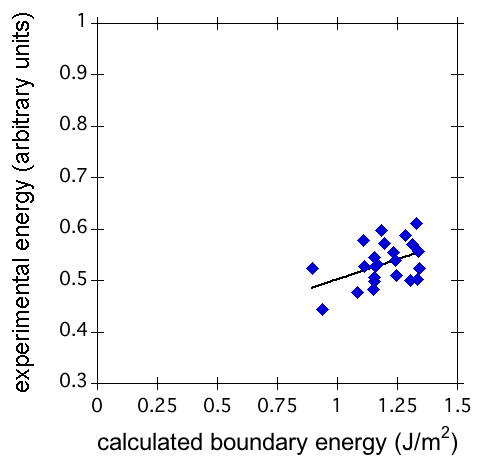 experimental energy (arbitrary units)
1
0.9
0.8
0.7
0.6
0.5
0.4
0.3
0 0.25 0.5 0.75 1 1.25 1.5
calculated boundary energy (J/m²)